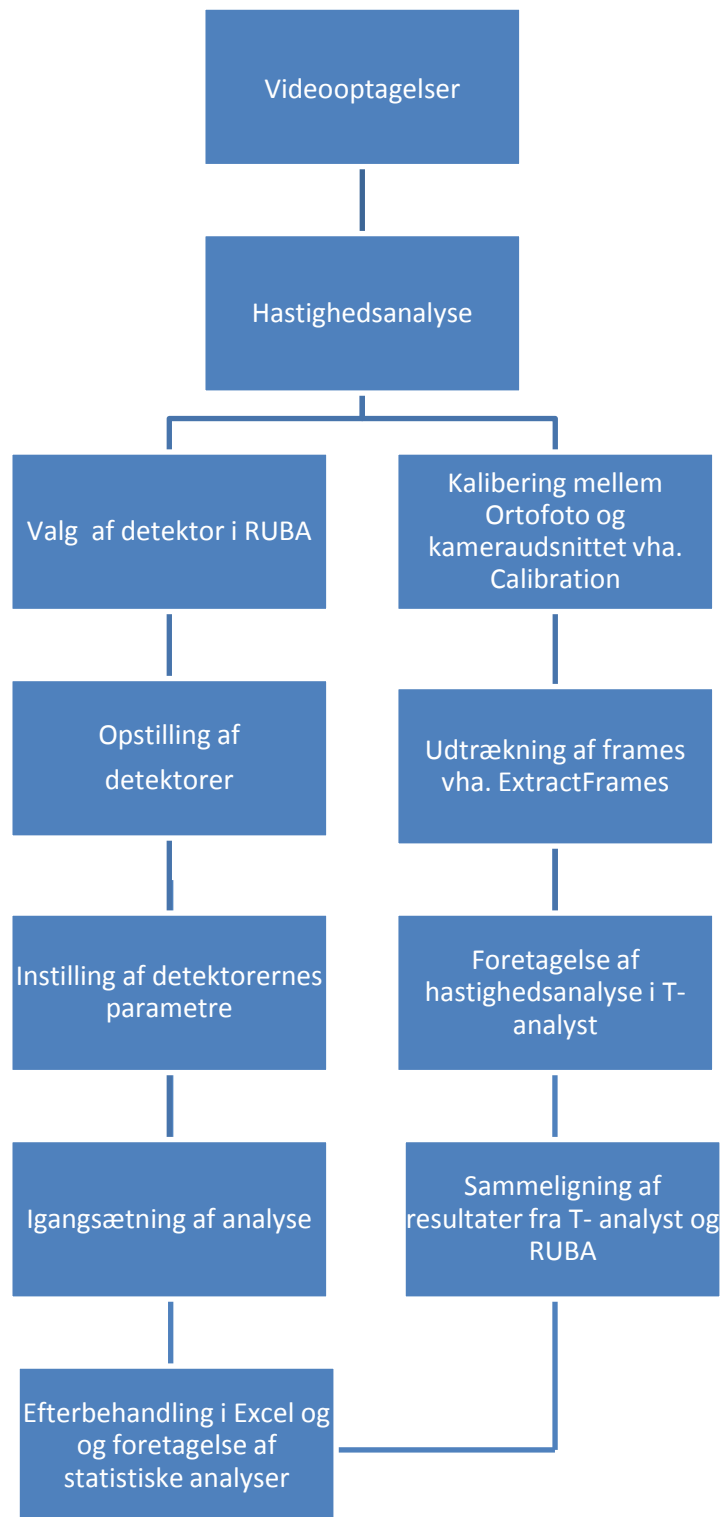 Videooptagelser
Hastighedsanalyse
Valg af detektor i RUBA
Opstilling af
detektorer
Instilling af detektorernes
parametre
Igangsætning af analyse
Efterbehandling i Excel og
og foretagelse af
statistiske analyser
Kalibering mellem
Ortofoto og
kameraudsnittet vha.
Calibration
Udtrækning af frames
vha. ExtractFrames
Foretagelse af
hastighedsanalyse i T-
analyst
Sammeligning af
resultater fra T- analyst og
RUBA